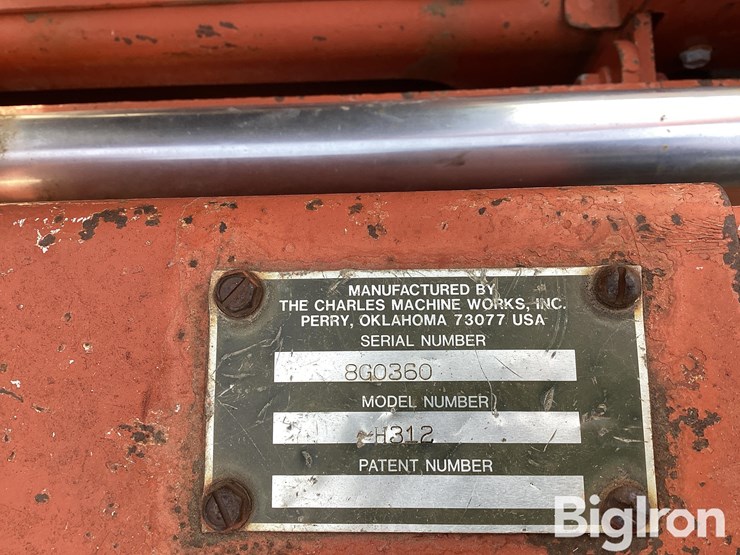 MANUFACTURED BY
THE CHARLES MACHINE WORKS, INC.
PERRY, OKLAHOMA 73077 USA
SERIAL NUMBER
8G0360
MODEL NUMBER
-H312
PATENT NUMBER
BigIron